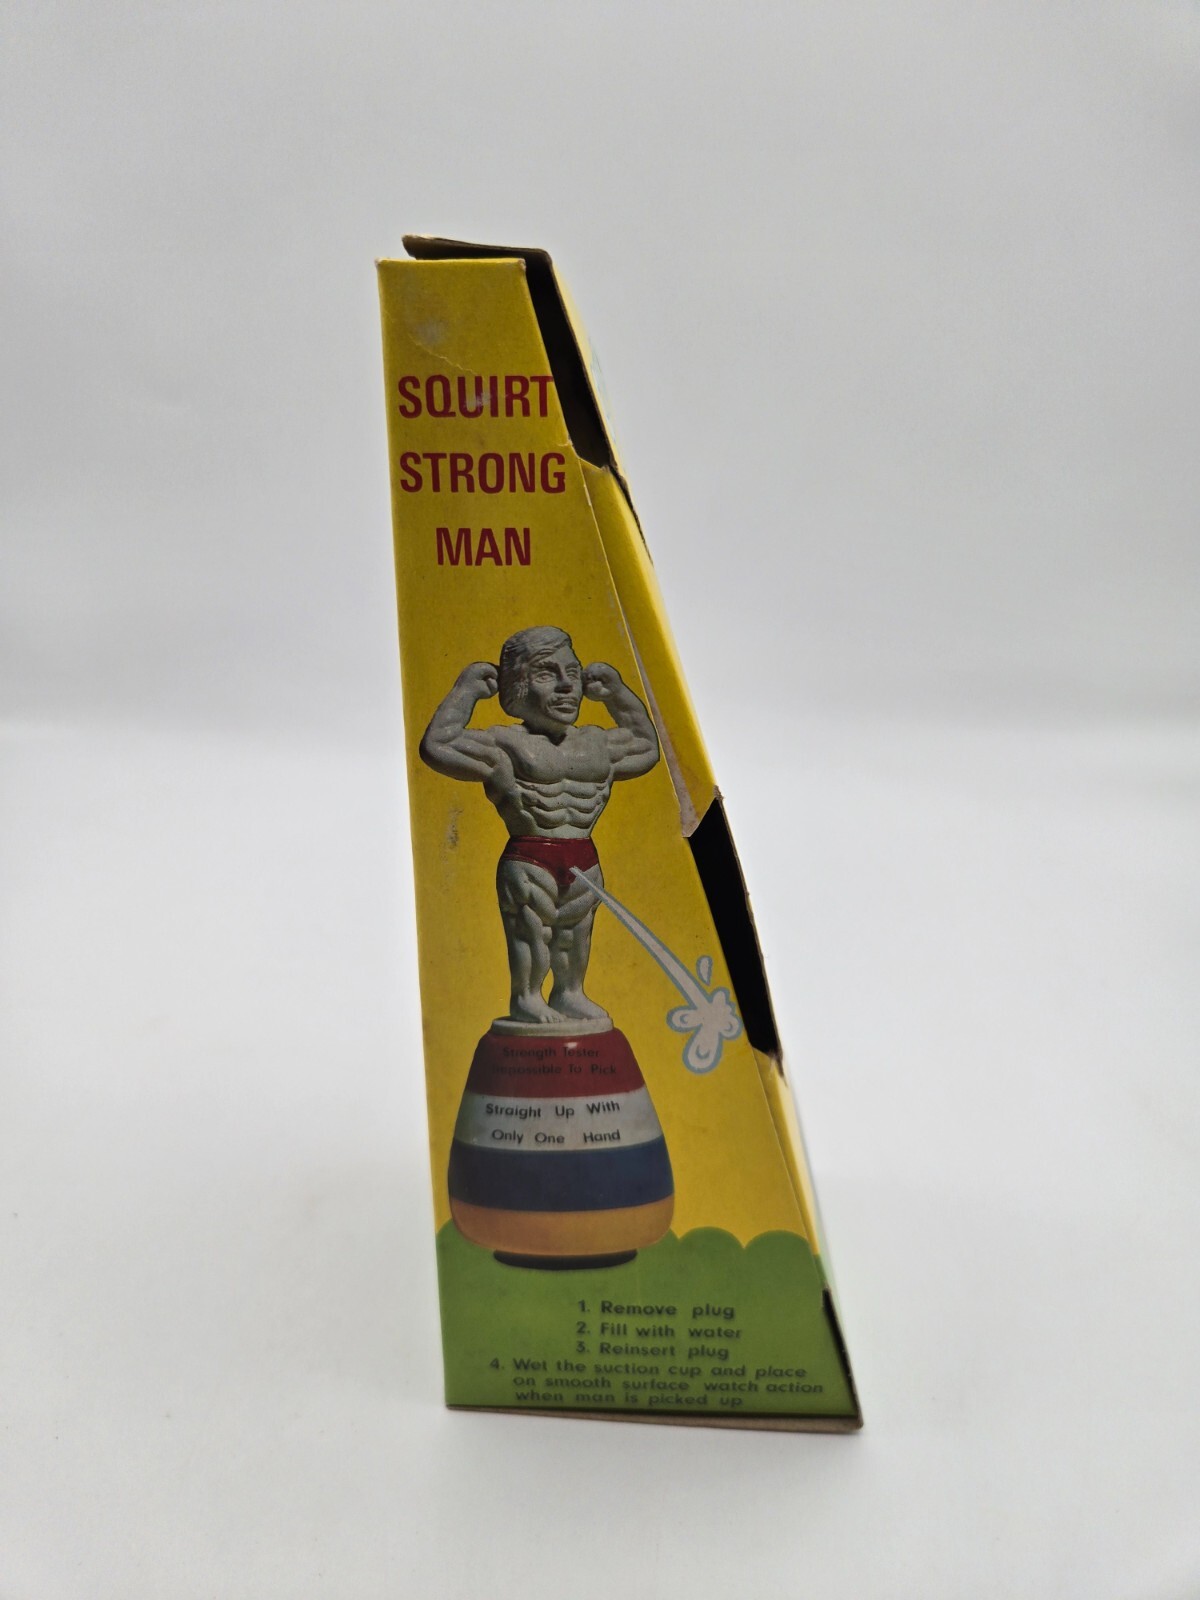 SQUIRT
STRONG
MAN
Strength Tester
Impossible To Pick
Straight Up With
Only One Hand
1. Remove plug
2. Fill with water
3. Reinsert plug
4. Wet the suction cup and place
on smooth surface watch action
when man is picked up